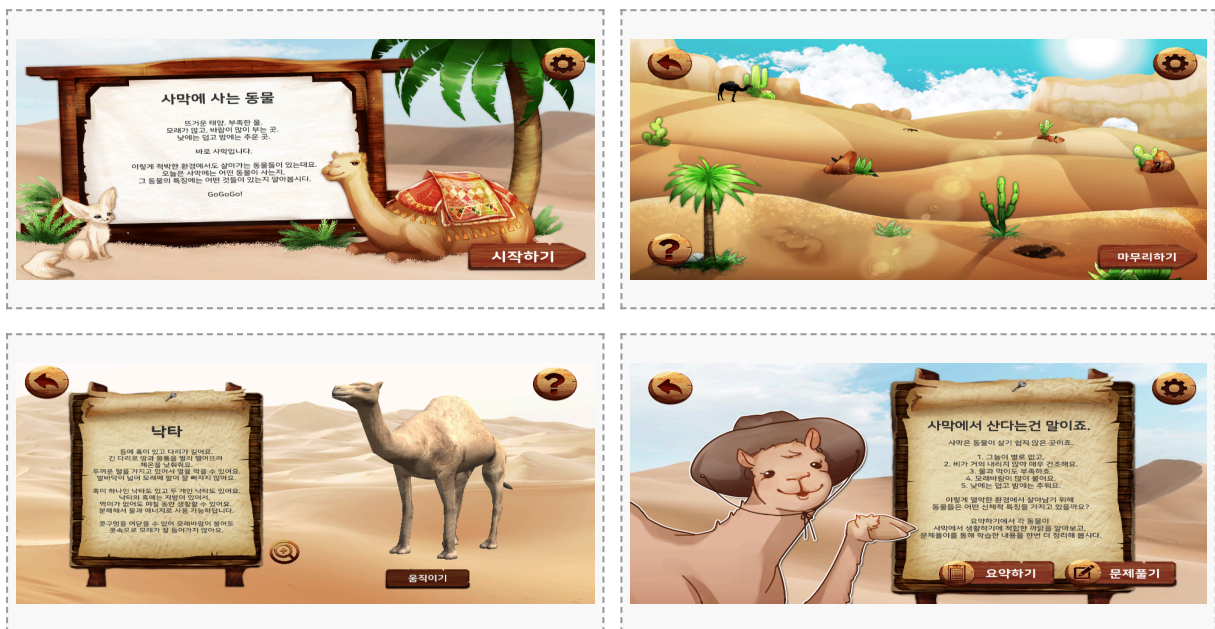 사막에 사는 동물
뜨거운 태양, 부족한 물,
모래가 많고, 바람이 많이 부는 곳,
낮에는 덥고 밤에는 추운 곳,
바로 사막입니다.
이렇게 척박한 환경에서도 살아가는 동물들이 있는데요.
오늘은 사막에는 어떤 동물이 사는지,
그 동물의 특징에는 어떤 것들이 있는지 알아봅시다.
GoGoGo!
시작하기
?
마무리하기
낙타
등에 혹이 있고 다리가 길어요.
긴 다리로 땅과 몸통을 멀리 떨어뜨려
체온을 낮춰줘요.
두꺼운 털을 가지고 있어서 열을 막을 수 있어요.
발바닥이 넓어 모래에 발이 잘 빠지지 않아요.
혹이 하나인 낙타도 있고 두 개인 낙타도 있어요.
낙타의 혹에는 지방이 있어서,
먹이가 없어도 며칠 동안 생활할 수 있어요.
분해해서 물과 에너지로 사용 가능하답니다.
콧구멍을 여닫을 수 있어 모래바람이 불어도
콧속으로 모래가 잘 들어가지 않아요.
?
움직이기
사막에서 산다는건 말이죠.
사막은 동물이 살기 쉽지 않은 곳이죠.
1. 그늘이 별로 없고,
2. 비가 거의 내리지 않아 매우 건조해요.
3. 물과 먹이도 부족하죠.
4. 모래바람이 많이 불어요.
5. 낮에는 덥고 밤에는 추워요.
이렇게 열악한 환경에서 살아남기 위해
동물들은 어떤 신체적 특징을 가지고 있을까요?
요약하기에서 각 동물이
사막에서 생활하기에 적합한 까닭을 알아보고,
문제풀이를 통해 학습한 내용을 한번 더 정리해 봅시다.
요약하기
문제풀기